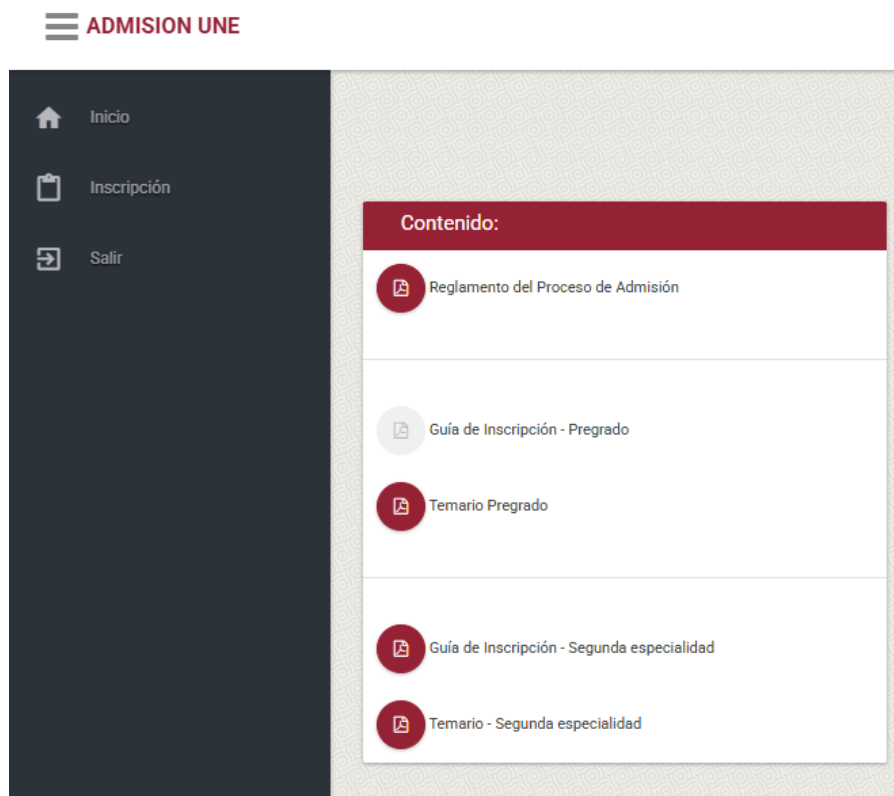 ADMISION UNE
Inicio
Inscripción
Salir
Contenido:
Reglamento del Proceso de Admisión
Guía de Inscripción - Pregrado
Temario Pregrado
Guía de Inscripción - Segunda especialidad
Temario - Segunda especialidad